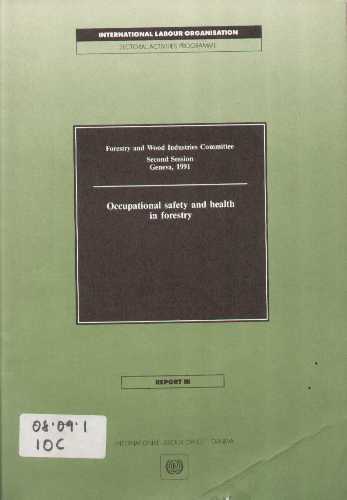 INTERNATIONAL LABOUR ORGANISATION
SECTORAL ACTIVITIES PROGRAMME
Forestry and Wood Industries Committee
Second Session
Geneva, 1991
Occupational safety and health
in forestry
REPORT III
08.09.1
IOC
INTERNATIONAL LABOUR OFFICE GENEVA